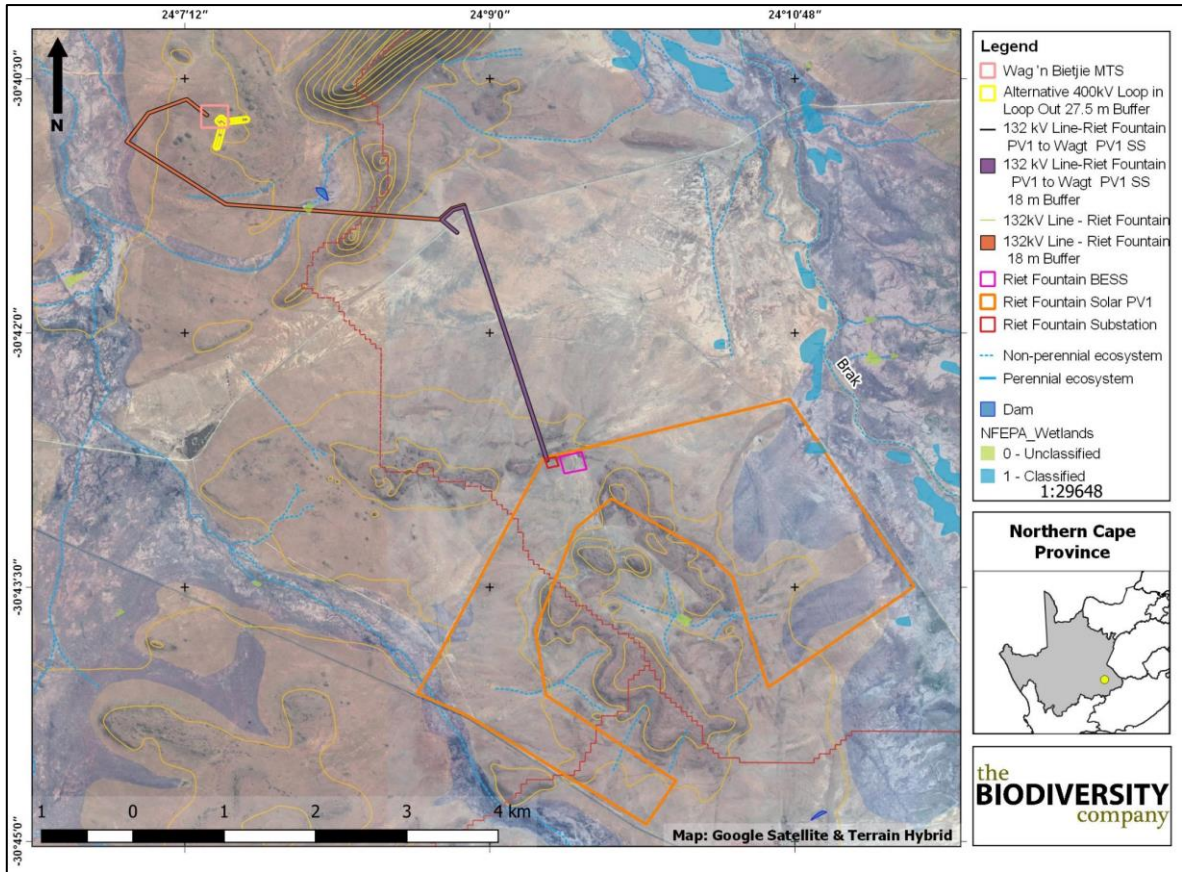 24°7'12"
24°9'0"
24°10'48"
-30°40'30"
-30°42'0"
-30°43'30"
-30°45'0"
N
Brak
1 0 1 2 3 4 km
Map: Google Satellite & Terrain Hybrid
Legend
Wag 'n Bietjie MTS
Alternative 400kV Loop in
Loop Out 27.5 m Buffer
132 kV Line-Riet Fountain
PV1 to Wagt PV1 SS
132 kV Line-Riet Fountain
PV1 to Wagt PV1 SS
18 m Buffer
132kV Line - Riet Fountain
132kV Line - Riet Fountain
18 m Buffer
Riet Fountain BESS
Riet Fountain Solar PV1
Riet Fountain Substation
Non-perennial ecosystem
Perennial ecosystem
Dam
NFEPA_Wetlands
0 - Unclassified
1 - Classified
1:29648
Northern Cape
Province
the
BIODIVERSITY
company